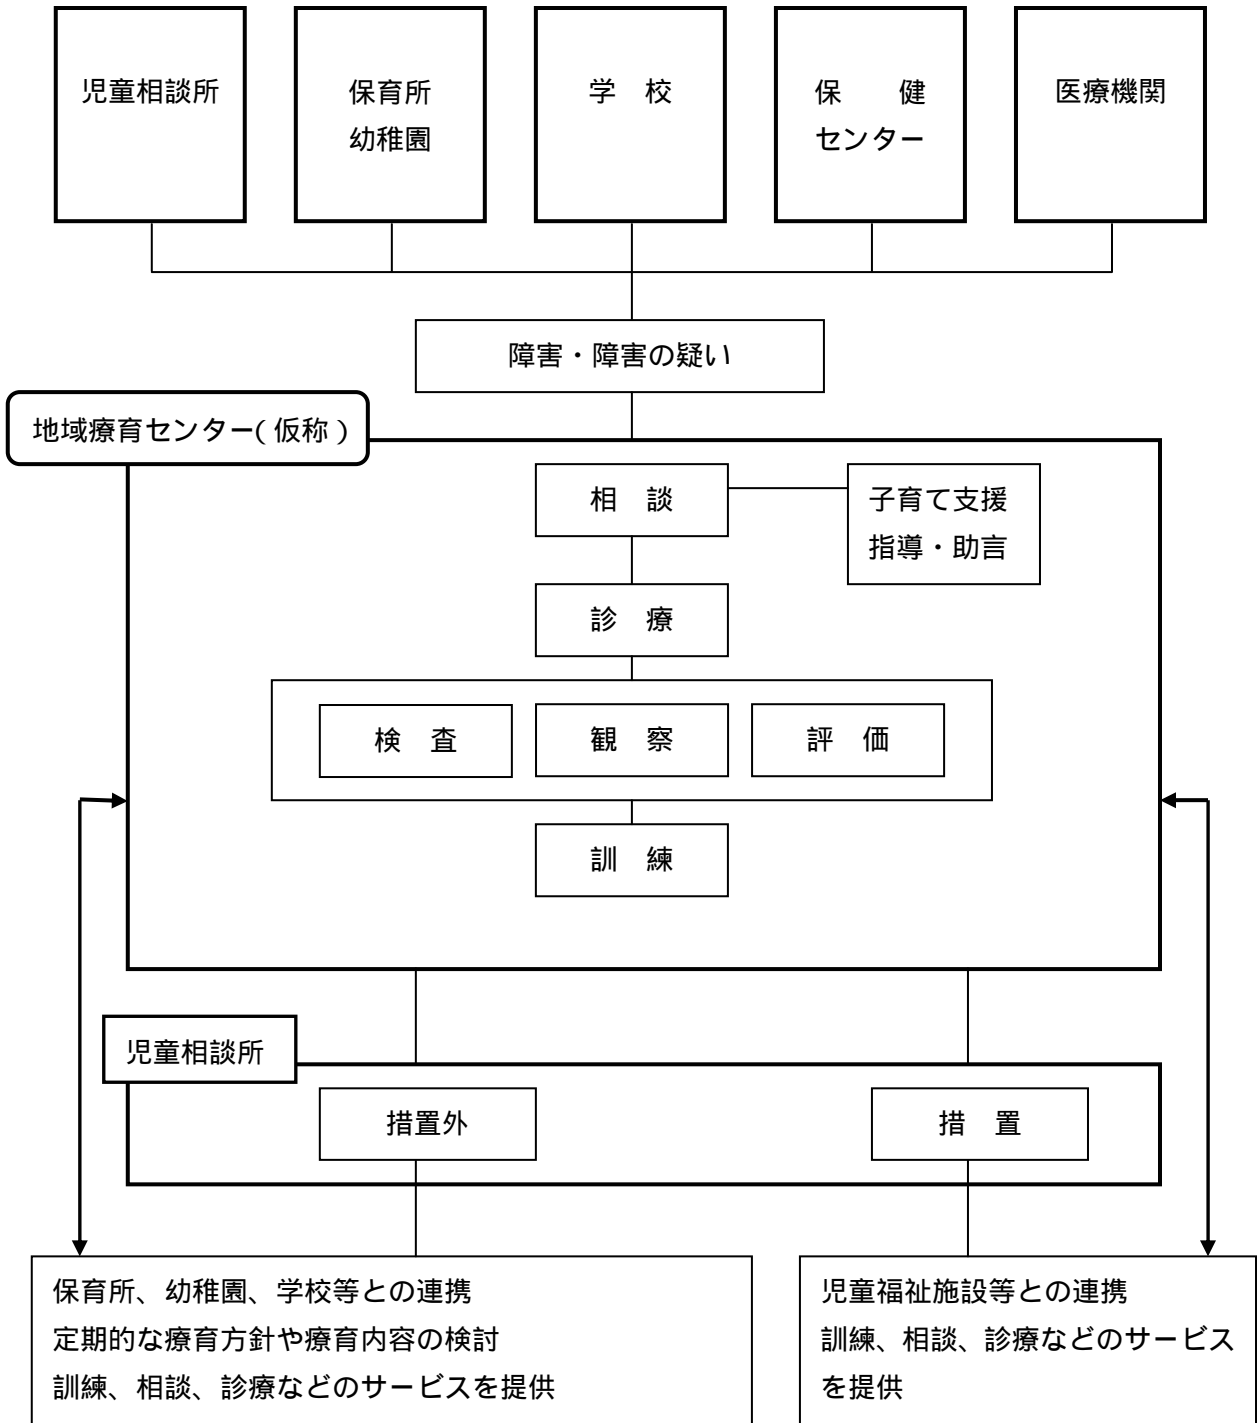 児童相談所
保育所
幼稚園
学　校
保　　健
センター
医療機関
障害・障害の疑い
地域療育センター(仮称)
相　談
子育て支援
指導・助言
診　療
検　査
観　察
評　価
訓　練
児童相談所
措置外
措　置
保育所、幼稚園、学校等との連携
定期的な療育方針や療育内容の検討
訓練、相談、診療などのサービスを提供
児童福祉施設等との連携
訓練、相談、診療などのサービス
を提供